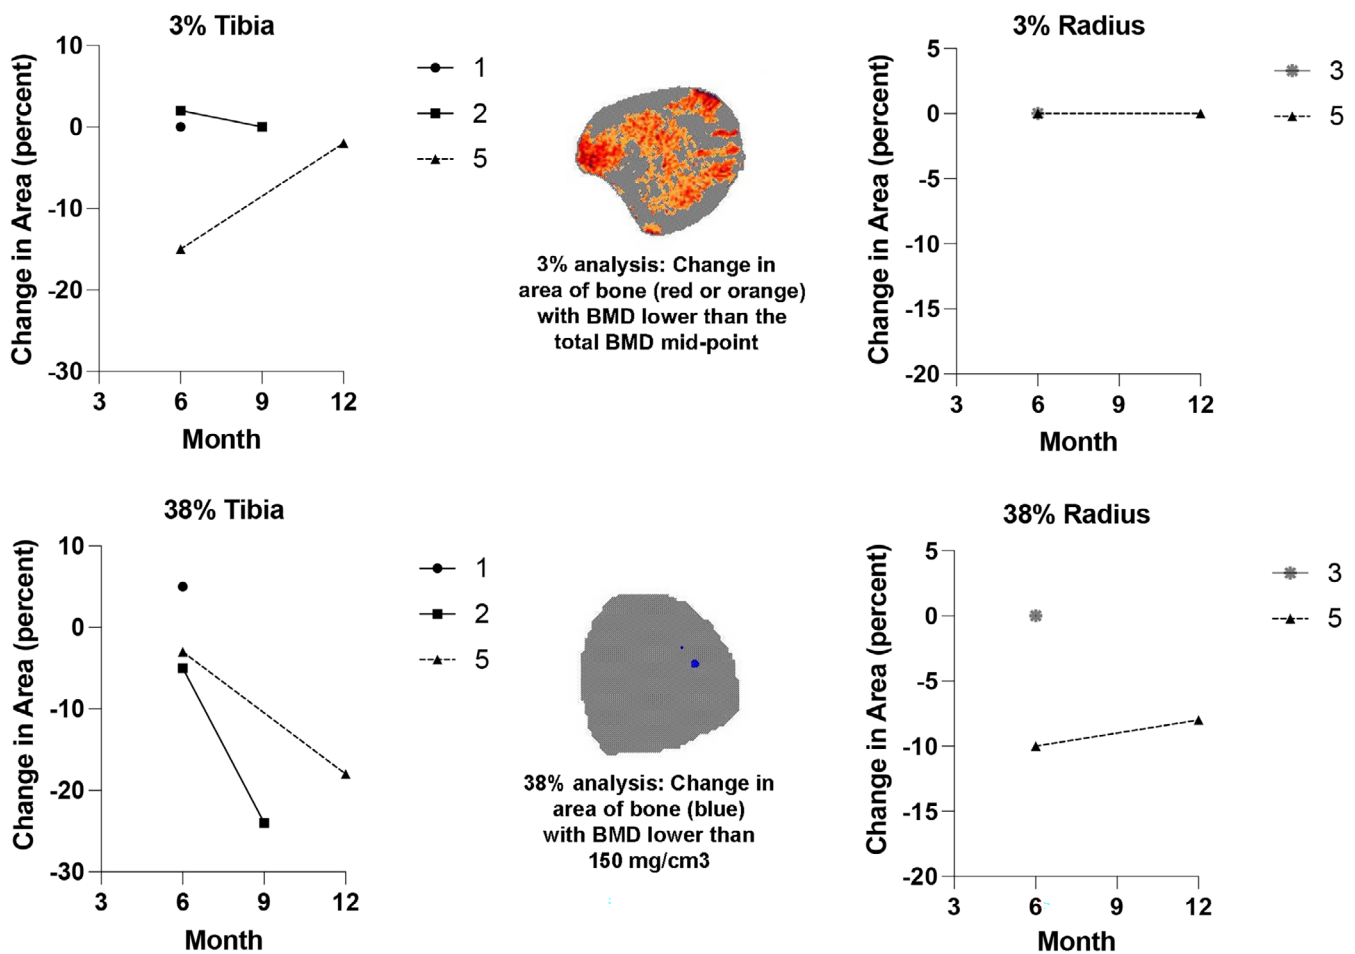 3% Tibia
10
0
-10
-20
-30
3 6 9 12
Month
Change in Area (percent)
1
2
5
3% analysis: Change in
area of bone (red or orange)
with BMD lower than the
total BMD mid-point
3% Radius
5
0
-5
-10
-15
-20
3 6 9 12
Month
Change in Area (percent)
3
5
38% Tibia
10
0
-10
-20
-30
3 6 9 12
Month
Change in Area (percent)
1
2
5
38% analysis: Change in
area of bone (blue)
with BMD lower than
150 mg/cm3
38% Radius
5
0
-5
-10
-15
-20
3 6 9 12
Month
Change in Area (percent)
3
5